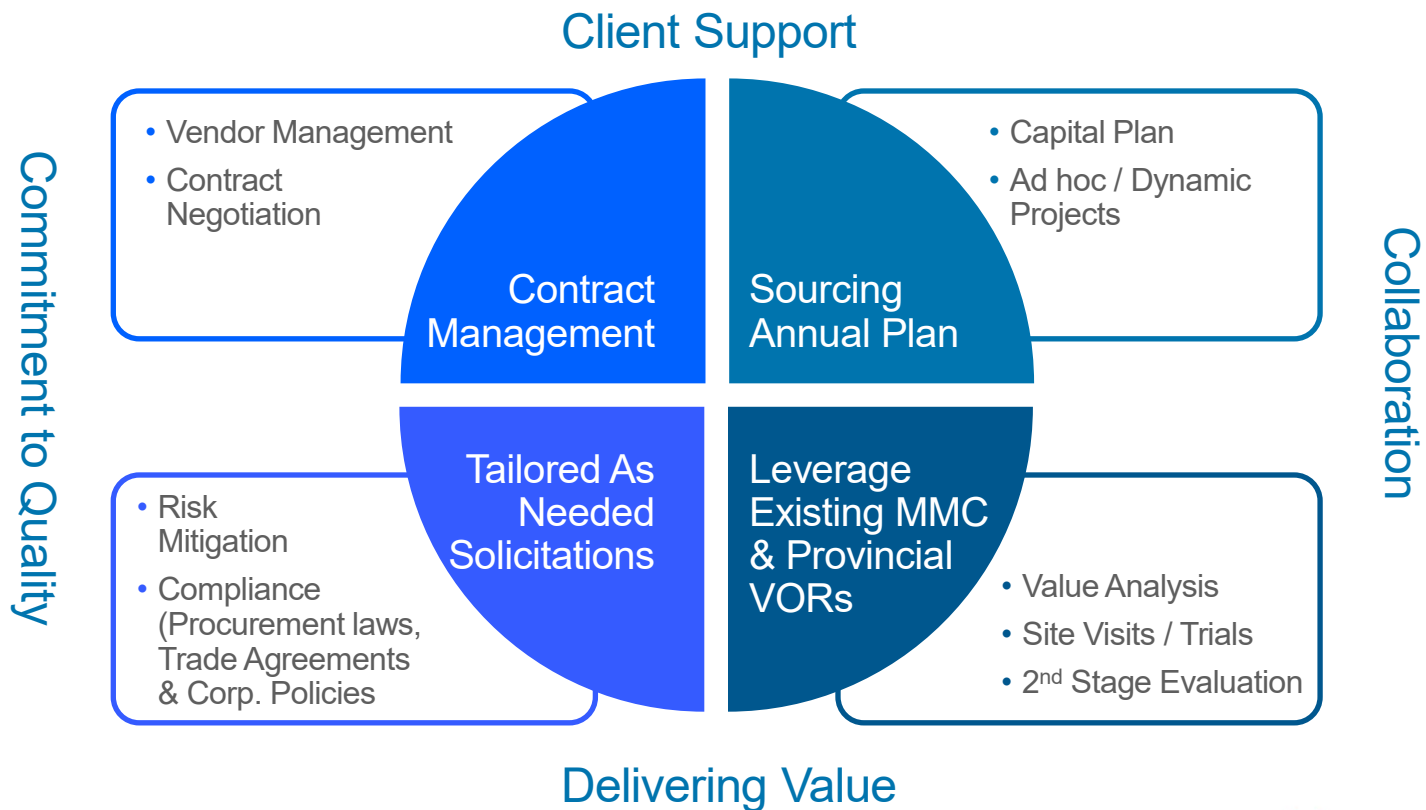 Client Support
Commitment to Quality
• Vendor Management
• Contract
Negotiation
Contract
Management
Sourcing
Annual Plan
• Capital Plan
• Ad hoc / Dynamic
Projects
Collaboration
• Risk
Mitigation
• Compliance
(Procurement laws,
Trade Agreements
& Corp. Policies
Tailored As
Needed
Solicitations
Leverage
Existing MMC
& Provincial
VORs
• Value Analysis
• Site Visits / Trials
• 2nd Stage Evaluation
Delivering Value